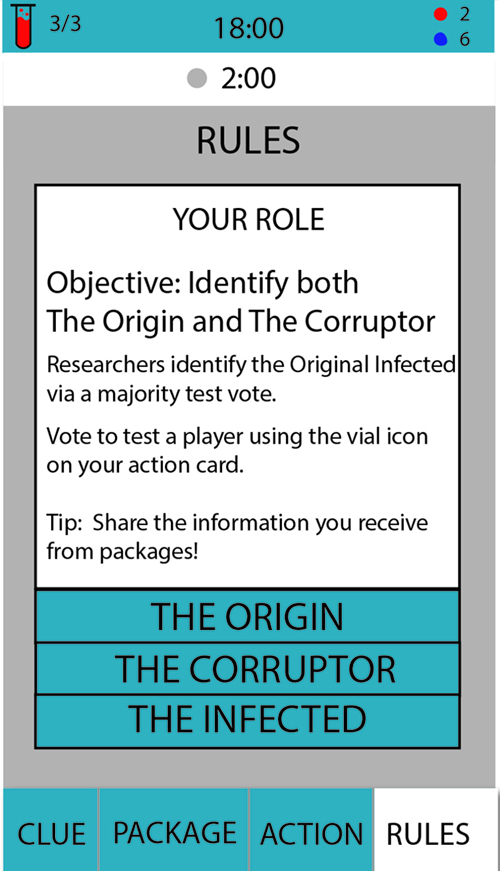 3/3
18:00
2
6
2:00
RULES
YOUR ROLE
Objective: Identify both
The Origin and The Corruptor
Researchers identify the Original Infected
via a majority test vote.
Vote to test a player using the vial icon
on your action card.
Tip:  Share the information you receive
from packages!
THE ORIGIN
THE CORRUPTOR
THE INFECTED
CLUE
PACKAGE
ACTION
RULES